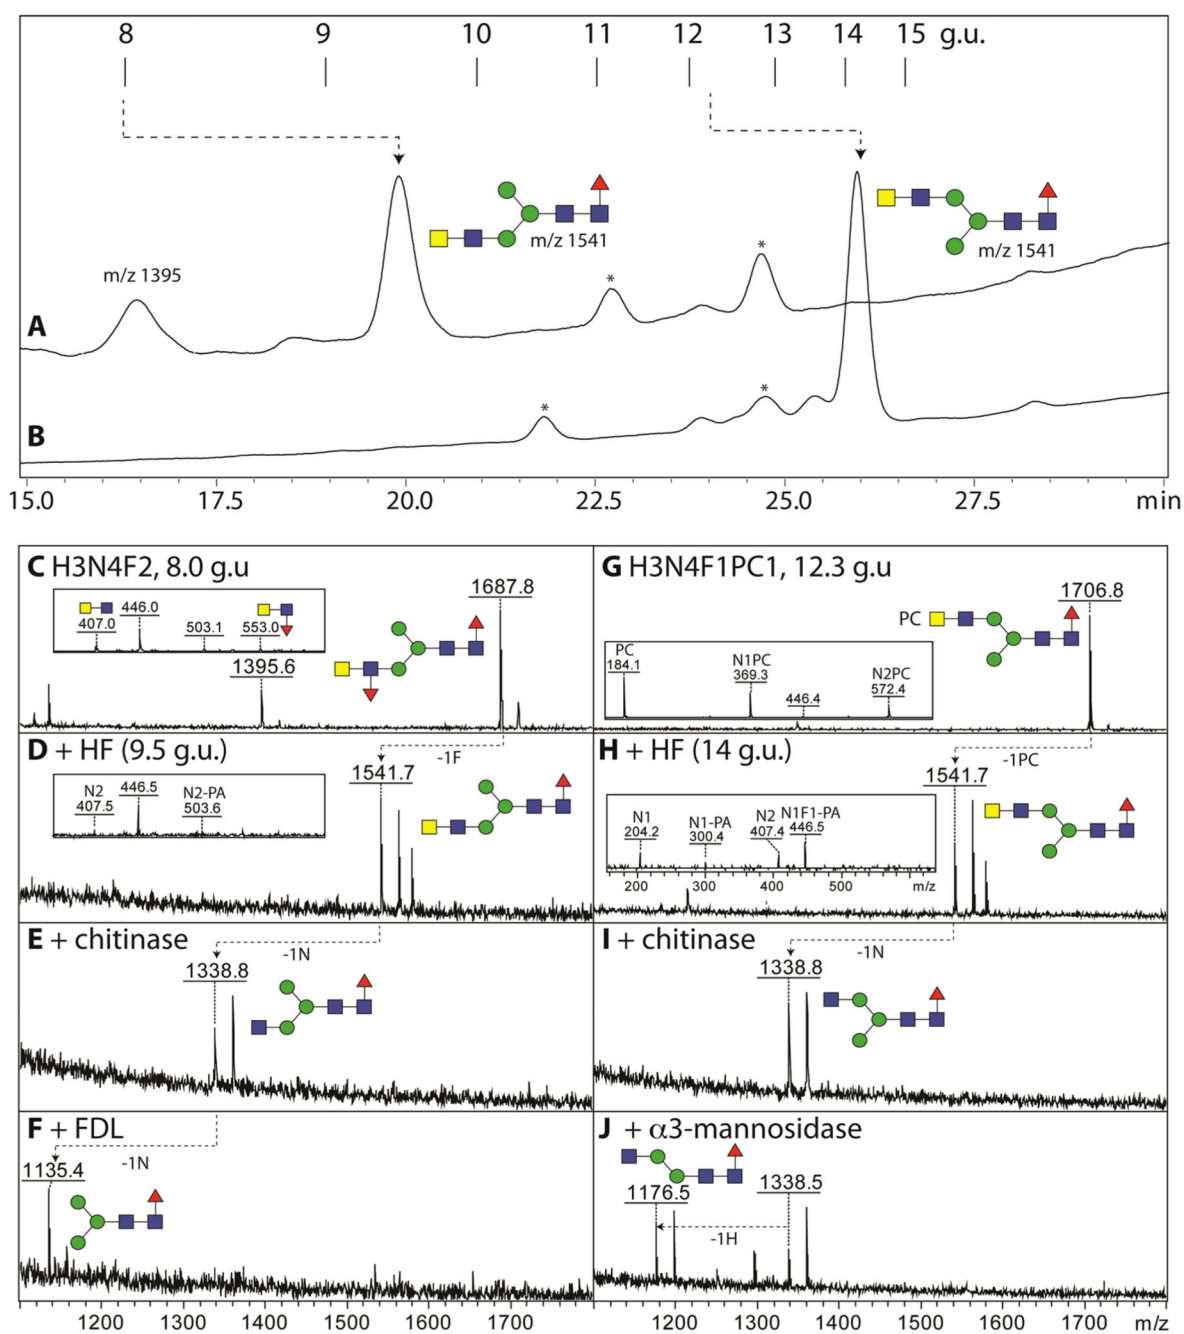 8 9 10 11 12 13 14 15 g.u.
m/z 1395
m/z 1541
*
*
m/z 1541
A
*
*
B
15.0 17.5 20.0 22.5 25.0 27.5 min
C H3N4F2, 8.0 g.u
1687.8
446.0
407.0
503.1
553.0
1395.6
D + HF (9.5 g.u.)
-1F
1541.7
N2
407.5
446.5
N2-PA
503.6
E + chitinase
-1N
1338.8
F + FDL
-1N
1135.4
1200 1300 1400 1500 1600 1700
G H3N4F1PC1, 12.3 g.u
1706.8
PC
PC
184.1
N1PC
369.3
446.4
N2PC
572.4
H + HF (14 g.u.)
-1PC
1541.7
N1
204.2
N1-PA
300.4
N2
407.4
N1F1-PA
446.5
200 300 400 500 m/z
I + chitinase
-1N
1338.8
J + α3-mannosidase
1176.5
1338.5
-1H
1200 1300 1400 1500 1600 1700 m/z